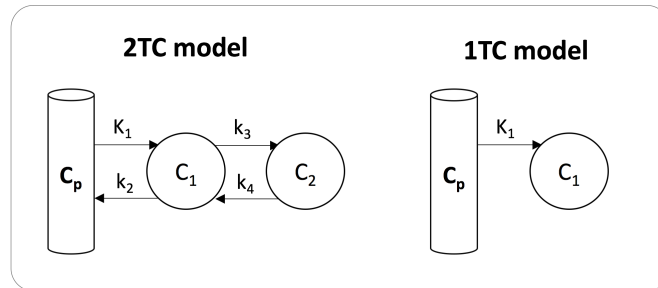 2TC model
1TC model
K₁
k₃
K₁
Cₚ
C₁
C₂
Cₚ
C₁
k₂
k₄